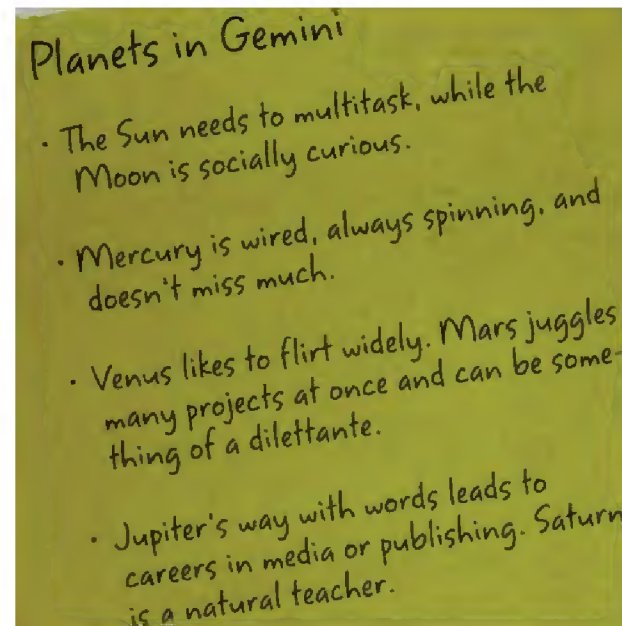 Planets in Gemini
· The Sun needs to multitask, while the
Moon is socially curious.
· Mercury is wired, always spinning, and
doesn't miss much.
· Venus likes to flirt widely. Mars juggles
many projects at once and can be some-
thing of a dilettante.
· Jupiter's way with words leads to
careers in media or publishing. Saturn
is a natural teacher.